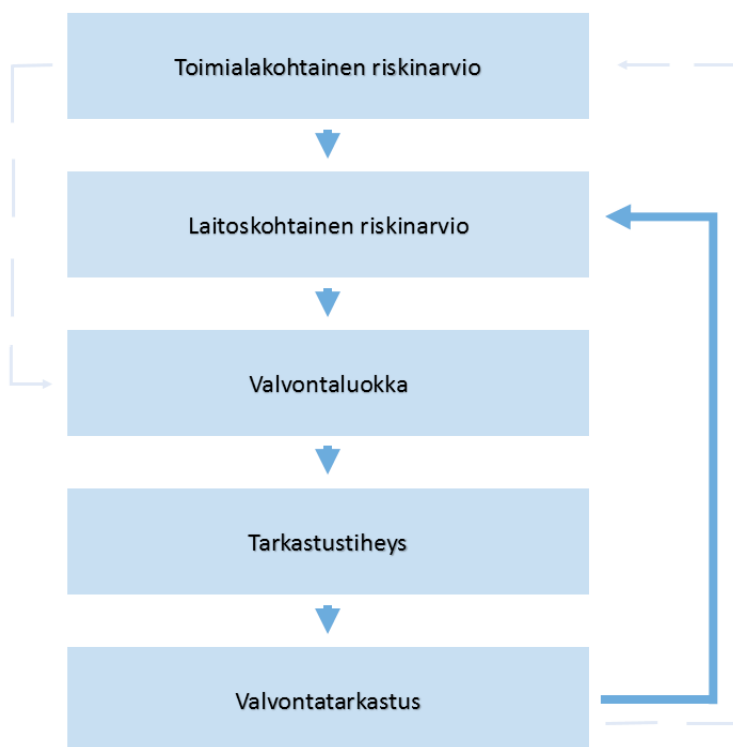 Toimialakohtainen riskinarvio
Laitoskohtainen riskinarvio
Valvontaluokka
Tarkastustiheys
Valvontatarkastus